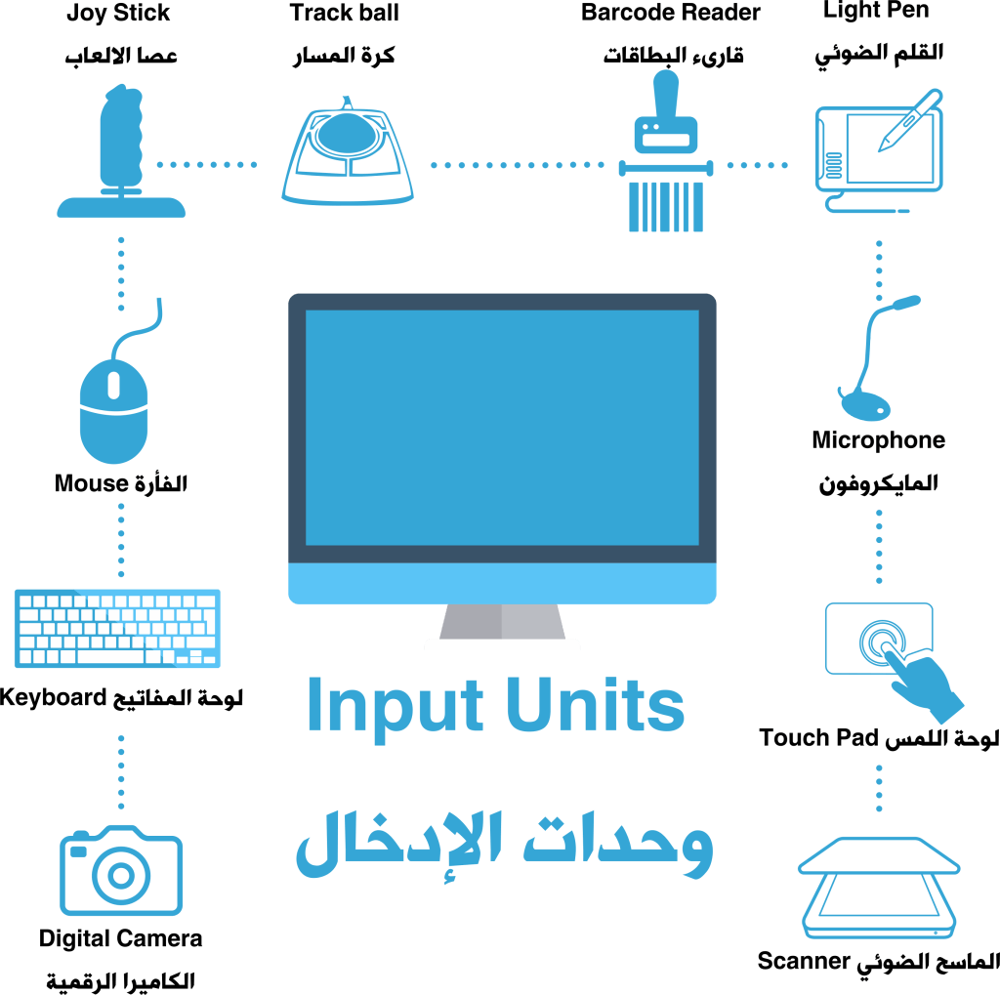 Joy Stick
عصا الالعاب
Track ball
كرة المسار
Barcode Reader
قارىء البطاقات
Light Pen
القلم الضوئي
Mouse الفأرة
Microphone
المايكروفون
Keyboard لوحة المفاتيح
Touch Pad لوحة اللمس
Input Units
وحدات الإدخال
Digital Camera
الكاميرا الرقمية
Scanner الماسح الضوئي